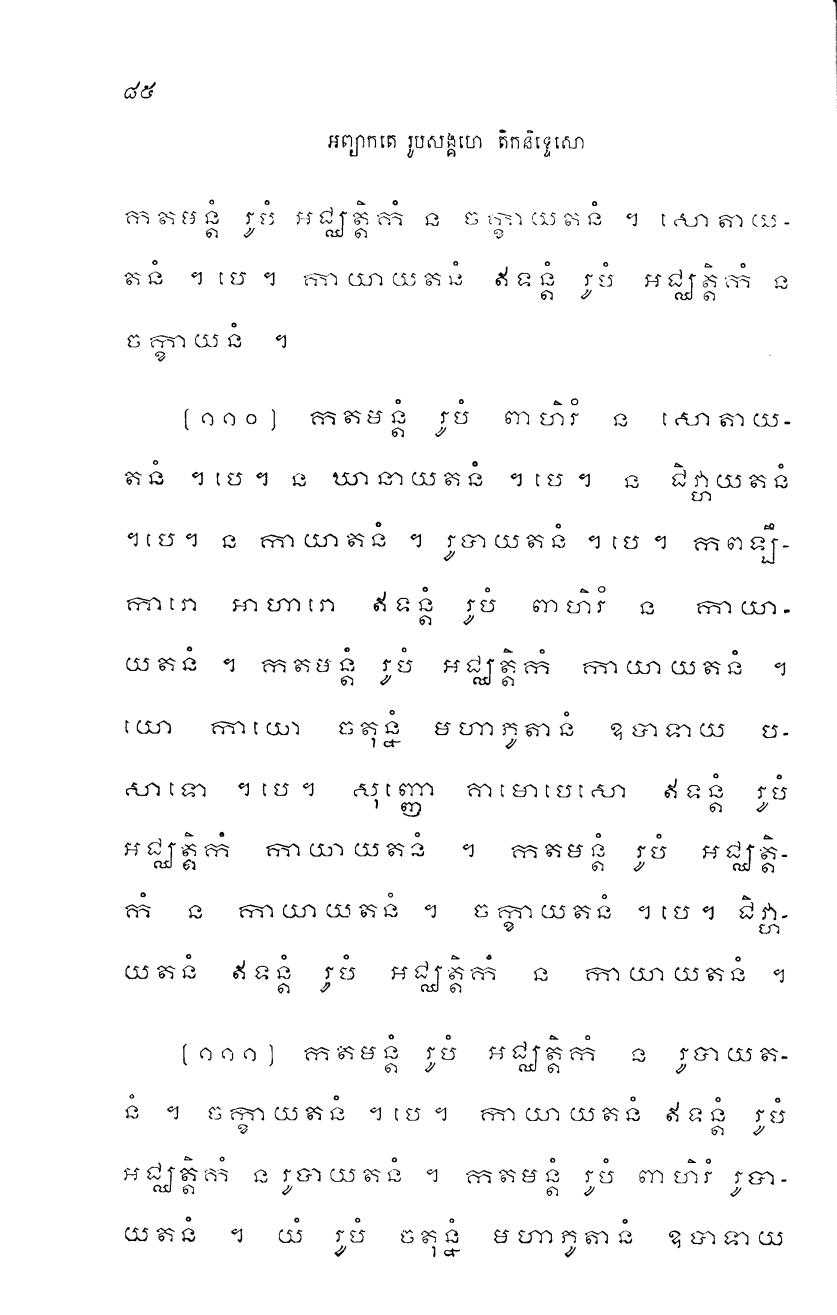 ៨៥
អព្យាកតេ រូបសង្គហេ តិកនិទ្ទេសោ
កតមន្តំ រូបំ អជ្ឈត្តិកំ ន ចក្ខាយតនំ ។ សោតាយ-
តនំ ។បេ។ កាយាយតនំ ឥទន្តំ រូបំ អជ្ឈត្តិកំ ន
ចក្ខាយនំ ។
(១១០) កតមន្តំ រូបំ ពាហិរំ ន សោតាយ-
តនំ ។បេ។ ន ឃានាយតនំ ។បេ។ ន ជិវ្ហាយតនំ
។បេ។ ន កាយាតនំ ។ រូបាយតនំ ។បេ។ កពឡឹ-
ការោ អាហារោ ឥទន្តំ រូបំ ពាហិរំ ន កាយា-
យតនំ ។ កតមន្តំ រូបំ អជ្ឈត្តិកំ កាយាយតនំ ។
យោ កាយោ ចតុន្នំ មហាភូតានំ ឧបាទាយ ប-
សាទោ ។បេ។ សុញ្ញោ គាមោបេសោ ឥទន្តំ រូបំ
អជ្ឈត្តិកំ កាយាយតនំ ។ កតមន្តំ រូបំ អជ្ឈត្តិ-
កំ ន កាយាយតនំ ។ ចក្ខាយតនំ ។បេ។ ជិវ្ហា-
យតនំ ឥទន្តំ រូបំ អជ្ឈត្តិកំ ន កាយាយតនំ ។
(១១១) កតមន្តំ រូបំ អជ្ឈត្តិកំ ន រូបាយត-
នំ ។ ចក្ខាយតនំ ។បេ។ កាយាយតនំ ឥទន្តំ រូបំ
អជ្ឈត្តិកំ ន រូបាយតនំ ។ កតមន្តំ រូបំ ពាហិរំ រូបា-
យតនំ ។ យំ រូបំ ចតុន្នំ មហាភូតានំ ឧបាទាយ